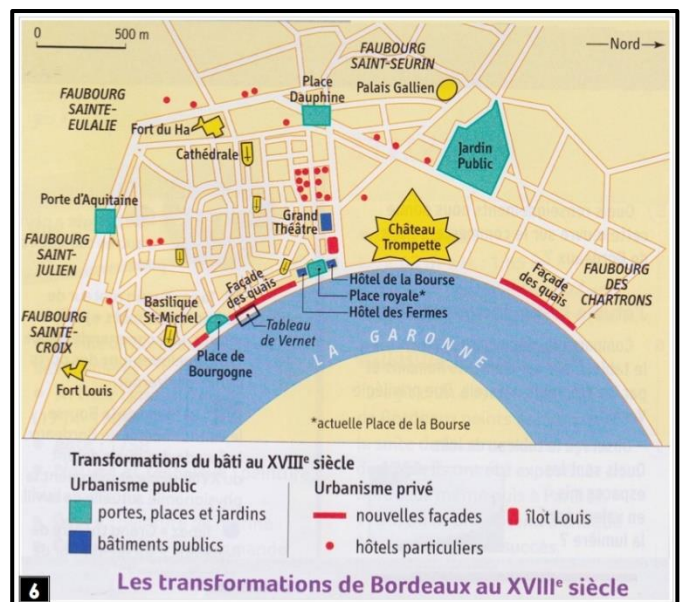 0 500 m
Nord
FAUBOURG
SAINT-SEURIN
Place
Dauphine
Palais Gallien
FAUBOURG
SAINTE-
EULALIE
Fort du Ha
Cathédrale
Jardin
Public
Porte d'Aquitaine
Grand
Théâtre
Château
Trompette
FAUBOURG
SAINT-
JULIEN
Façade
des quais
Hôtel de la Bourse
Place royale*
Hôtel des Fermes
Façade
des quais
FAUBOURG
DES
CHARTRONS
Basilique
St-Michel
Tableau
de Vernet
FAUBOURG
SAINTE-
CROIX
Place de
Bourgogne
LA GARONNE
Fort Louis
*actuelle Place de la Bourse
Transformations du bâti au XVIIIe siècle
Urbanisme public
portes, places et jardins
bâtiments publics
Urbanisme privé
nouvelles façades
îlot Louis
hôtels particuliers
6 Les transformations de Bordeaux au XVIIIe siècle